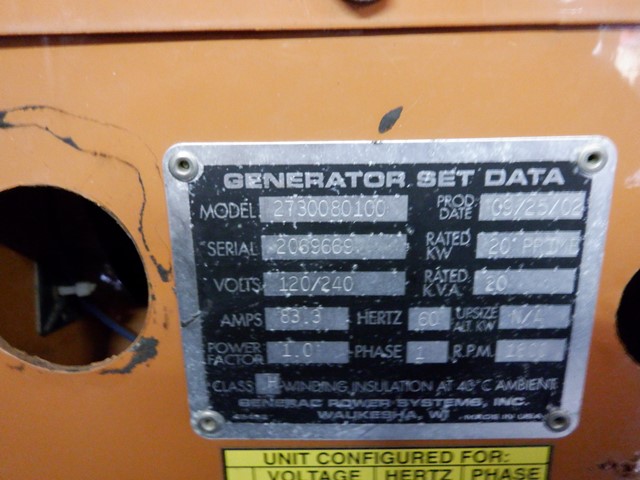 GENERATOR SET DATA
MODEL 2730080100 PROD DATE 09/25/02
SERIAL 2069669 RATED KW 20
VOLTS 120/240 RATED K.V.A. 20
AMPS 83.3 HERTZ 60 UPSIZE ALT. KW N/A
POWER FACTOR 1.0 PHASE 1 R.P.M.
CLASS H WINDING INSULATION AT 40°C AMBIENT
GENERAC POWER SYSTEMS, INC.
WAUKESHA, WI MADE IN USA
UNIT CONFIGURED FOR:
VOLTAGE HERTZ PHASE